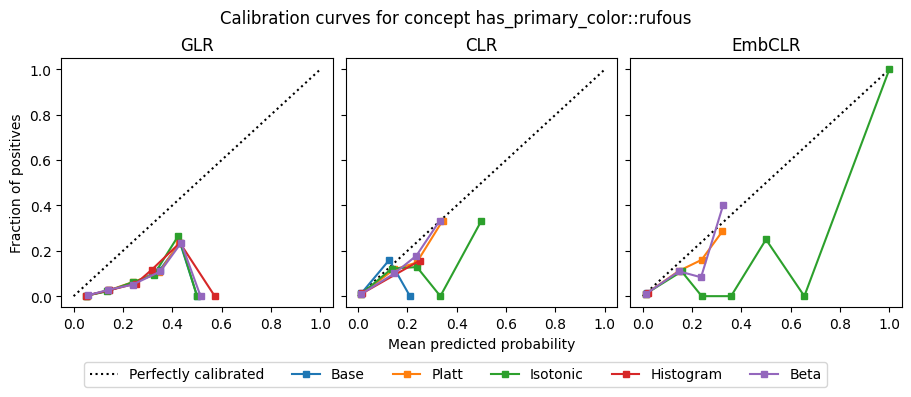 Calibration curves for concept has_primary_color::rufous
GLR
CLR
EmbCLR
Fraction of positives
1.0
0.8
0.6
0.4
0.2
0.0
0.0 0.2 0.4 0.6 0.8 1.0
0.0 0.2 0.4 0.6 0.8 1.0
0.0 0.2 0.4 0.6 0.8 1.0
Mean predicted probability
Perfectly calibrated Base Platt Isotonic Histogram Beta